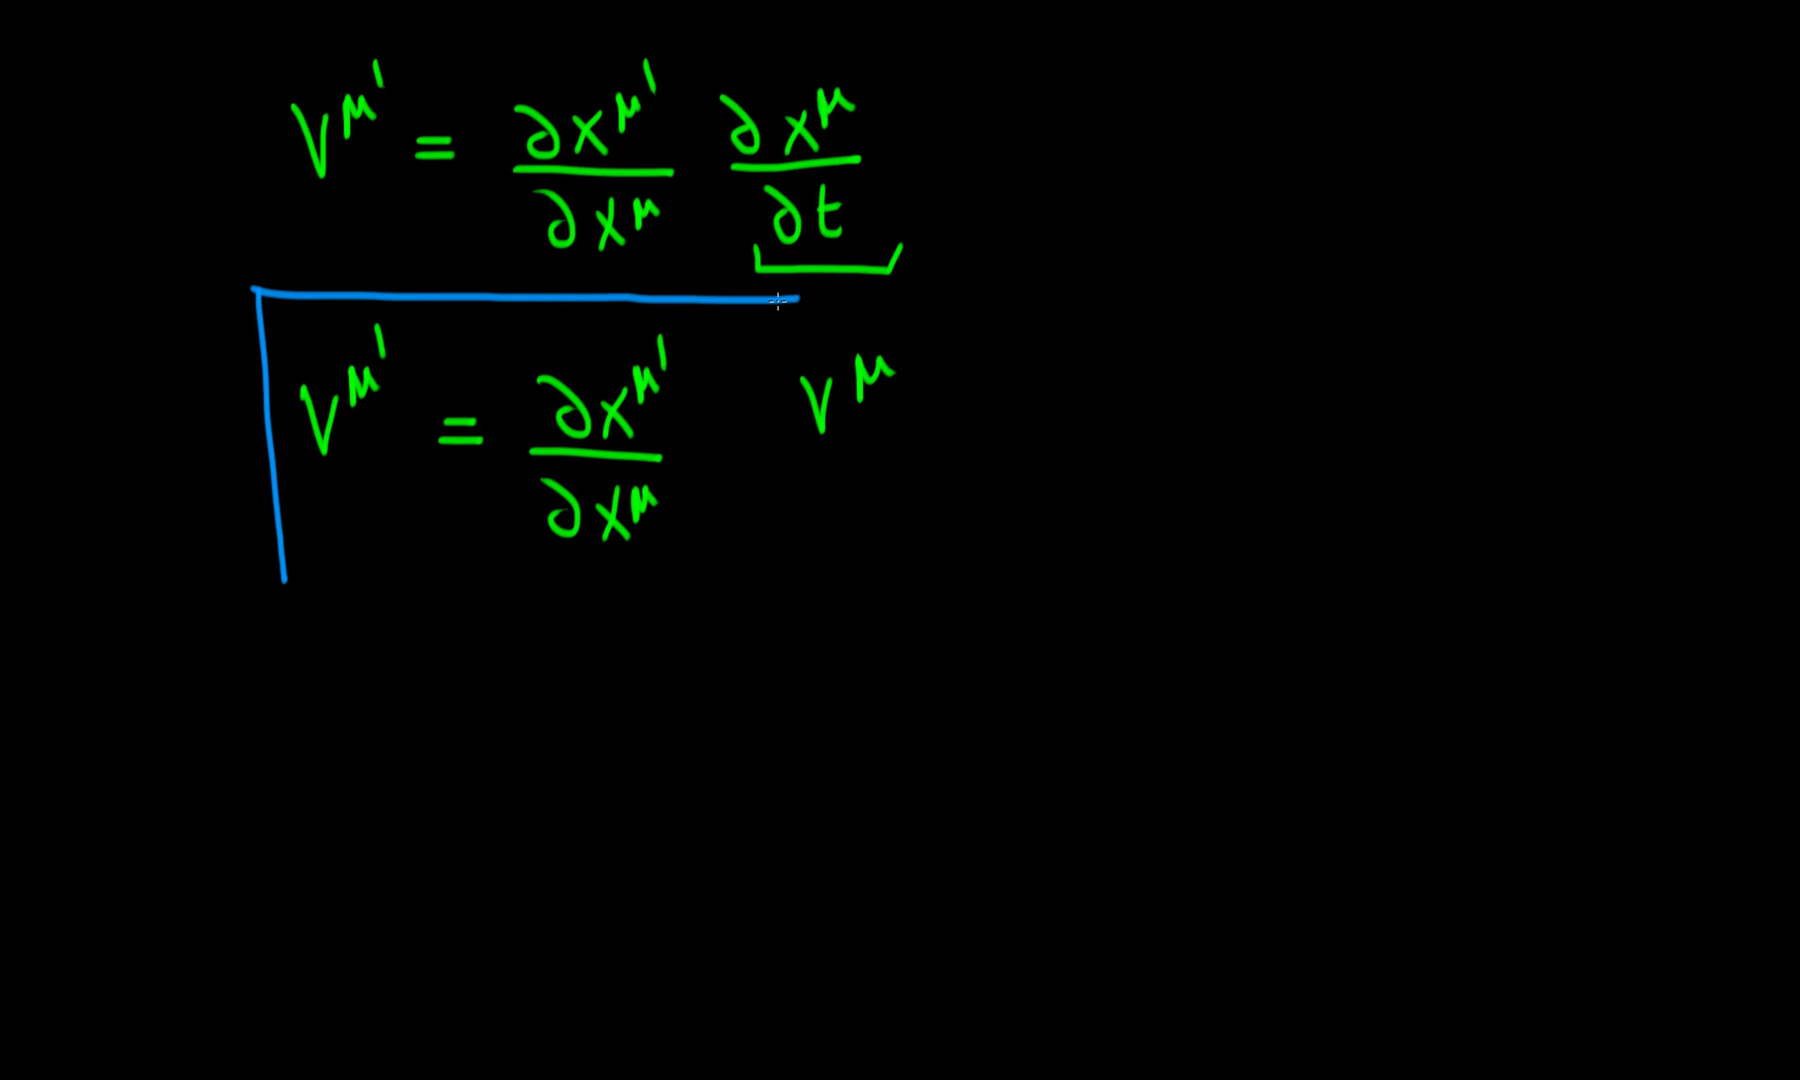 V^μ' = ∂x^μ'/∂x^μ ∂x^μ/∂t
V^μ' = ∂x^μ'/∂x^μ V^μ